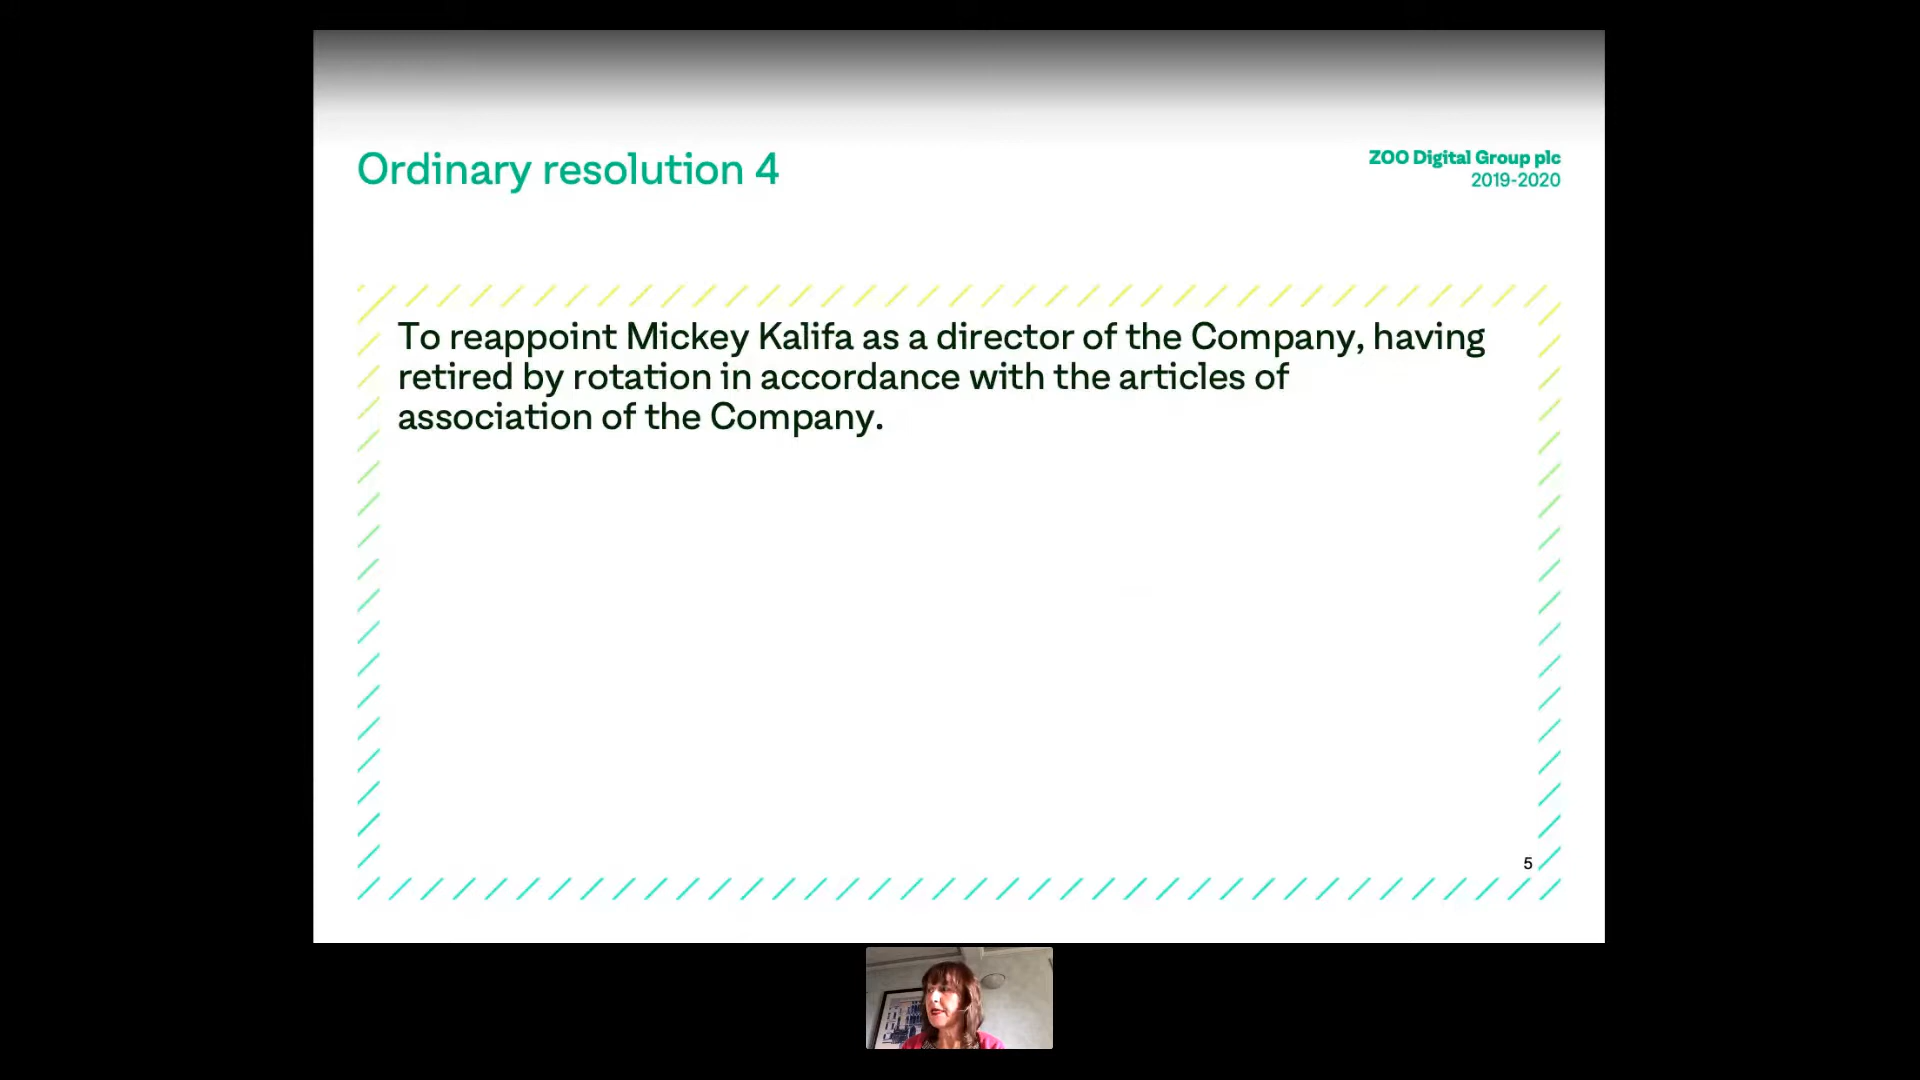 Ordinary resolution 4
ZOO Digital Group plc
2019-2020
To reappoint Mickey Kalifa as a director of the Company, having
retired by rotation in accordance with the articles of
association of the Company.
5